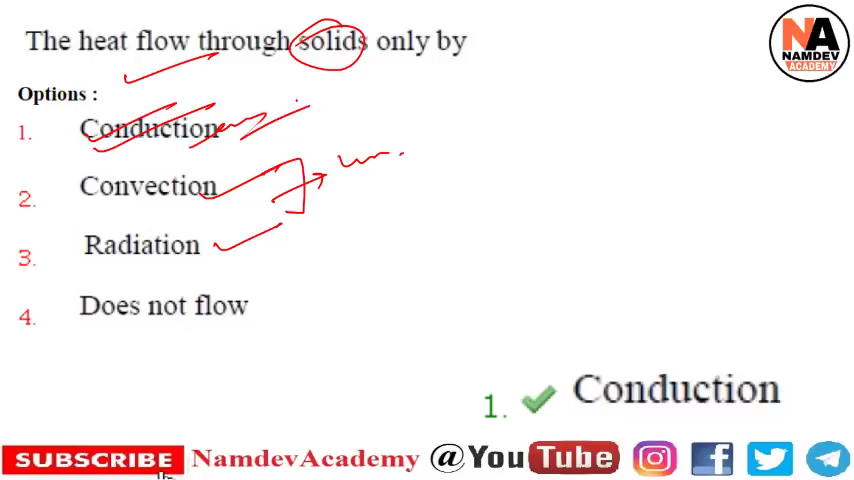 The heat flow through solids only by
NA
NAMDEV
ACADEMY
Options :
1. Conduction
2. Convection
3. Radiation
4. Does not flow
1. Conduction
SUBSCRIBE NamdevAcademy @YouTube